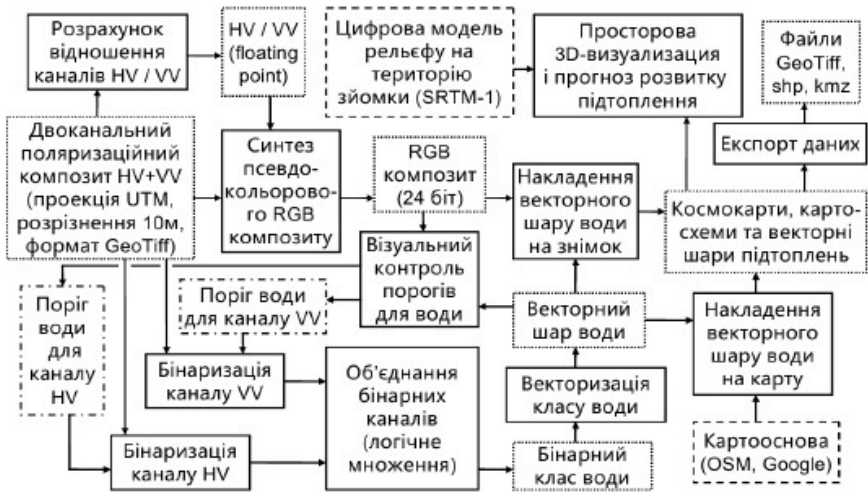 Розрахунок
відношення
каналів HV / VV
HV / VV
(floating
point)
Цифрова модель
рельєфу на
територію
зйомки (SRTM-1)
Просторова
3D-визуализация
і прогноз розвитку
підтоплення
Файли
GeoTiff,
shp, kmz
Двоканальний
поляризаційний
композит HV+VV
(проекція UTM,
розрізнення 10м,
формат GeoTiff)
Синтез
псевдо-
кольорово-
го RGB
композиту
RGB
композит
(24 біт)
Накладення
векторного
шару води
на знімок
Експорт даних
Космокарти, карто-
схеми та векторні
шари підтоплень
Візуальний
контроль
порогів
для води
Поріг
води
для
каналу
HV
Поріг води
для каналу VV
Векторний
шар води
Накладення
векторного
шару води
на карту
Бінаризація
каналу VV
Об’єднання
бінарних
каналів
(логічне
множення)
Векторизація
класу води
Бінаризація
каналу HV
Бінарний
клас води
Картооснова
(OSM, Google)